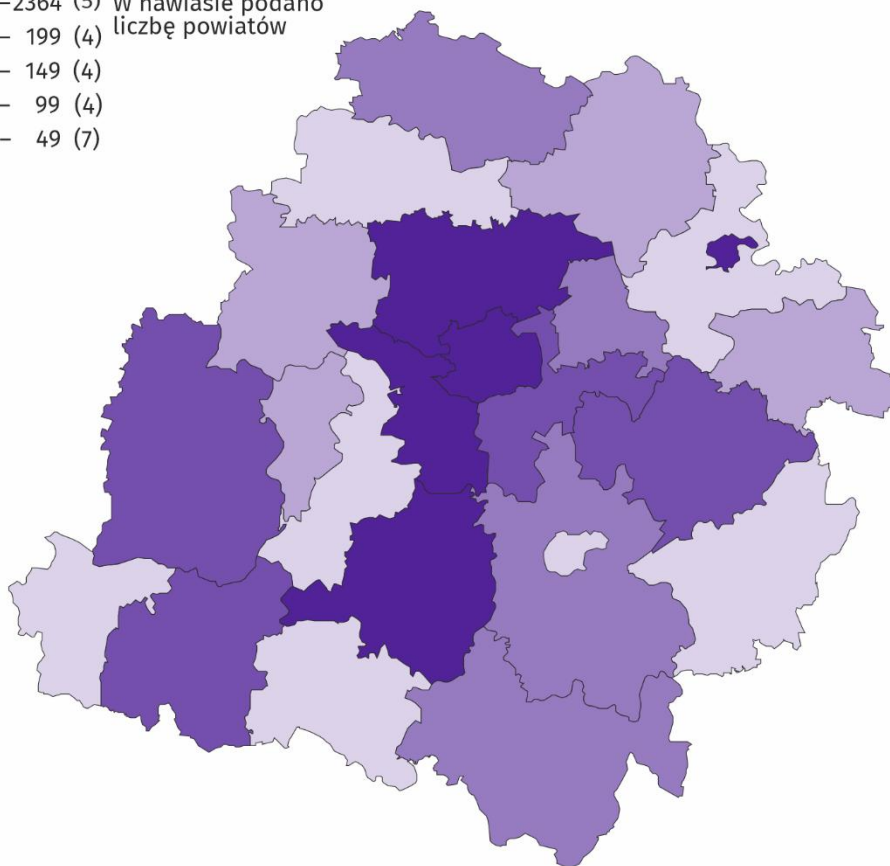 –2364 (5) W nawiasie podano
liczbę powiatów
– 199 (4)
– 149 (4)
– 99 (4)
– 49 (7)